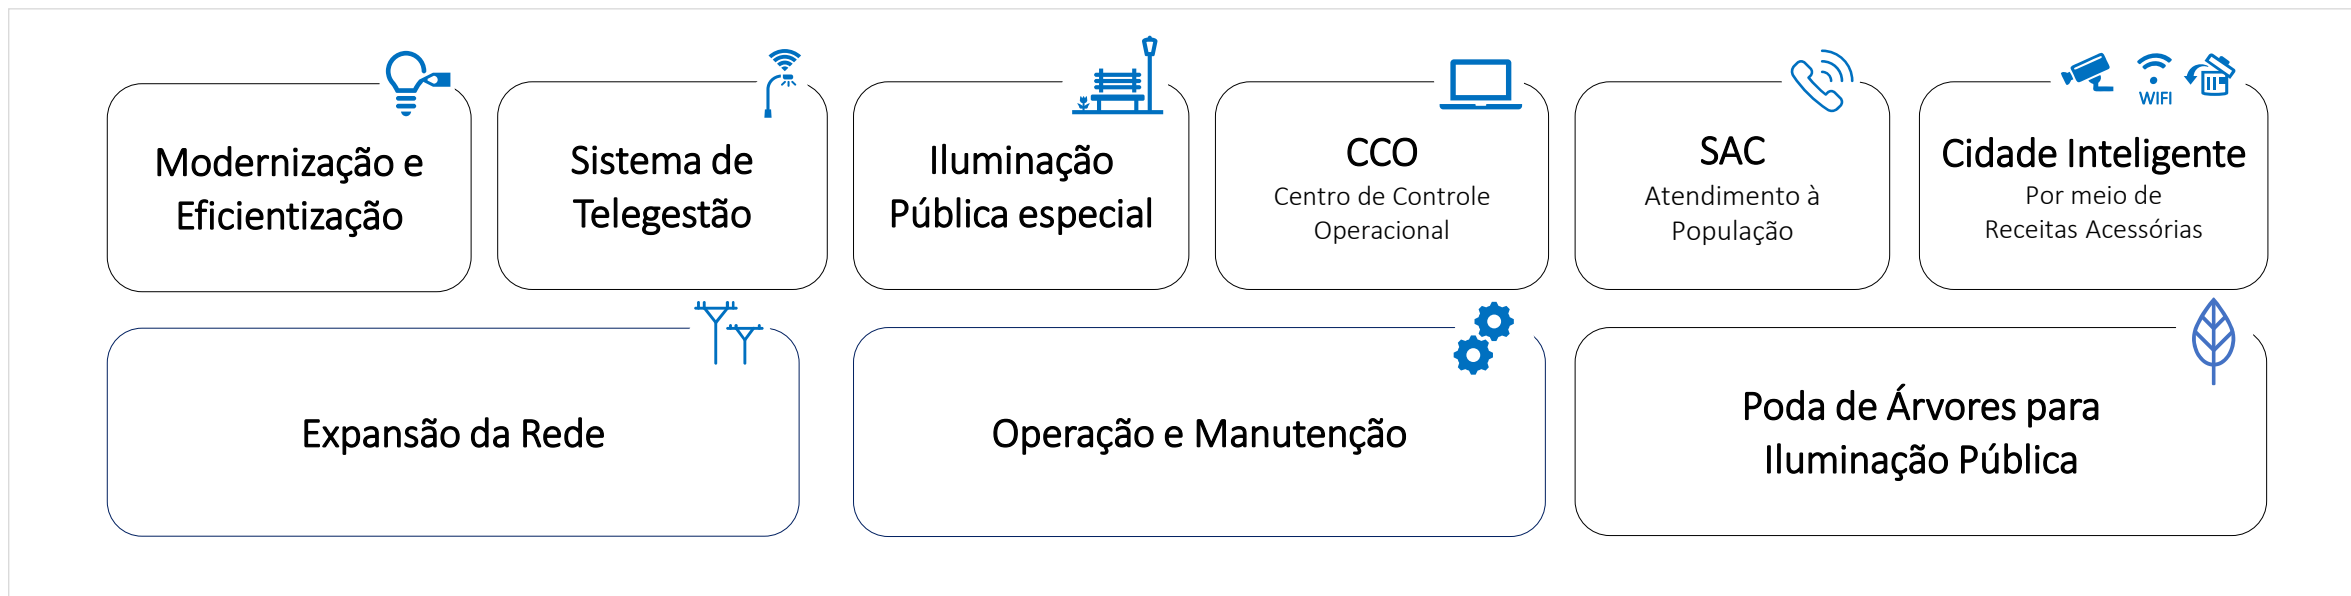 Modernização e
Eficientização
Sistema de
Telegestão
Iluminação
Pública especial
CCO
Centro de Controle
Operacional
SAC
Atendimento à
População
WIFI
Cidade Inteligente
Por meio de
Receitas Acessórias
Expansão da Rede
Operação e Manutenção
Poda de Árvores para
Iluminação Pública